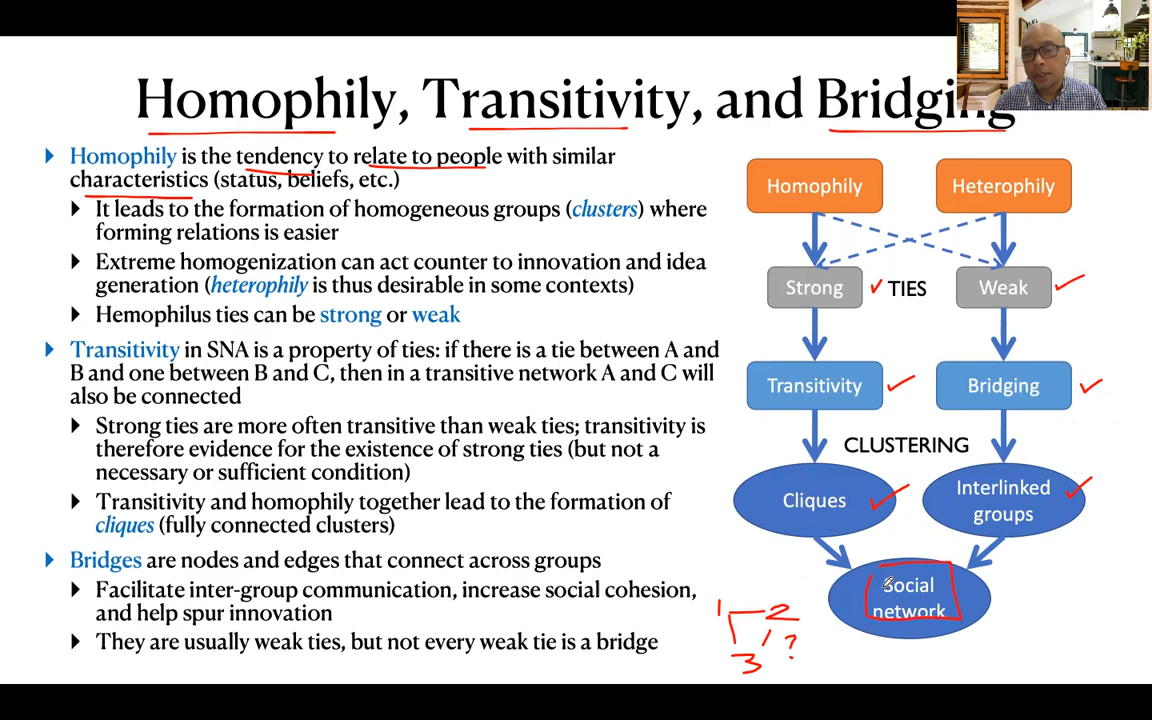 Homophily, Transitivity, and Bridging
Homophily is the tendency to relate to people with similar
characteristics (status, beliefs, etc.)
It leads to the formation of homogeneous groups (clusters) where
forming relations is easier
Extreme homogenization can act counter to innovation and idea
generation (heterophily is thus desirable in some contexts)
Hemophilus ties can be strong or weak
Transitivity in SNA is a property of ties: if there is a tie between A and
B and one between B and C, then in a transitive network A and C will
also be connected
Strong ties are more often transitive than weak ties; transitivity is
therefore evidence for the existence of strong ties (but not a
necessary or sufficient condition)
Transitivity and homophily together lead to the formation of
cliques (fully connected clusters)
Bridges are nodes and edges that connect across groups
Facilitate inter-group communication, increase social cohesion,
and help spur innovation
They are usually weak ties, but not every weak tie is a bridge
Homophily
Heterophily
Strong
TIES
Weak
Transitivity
Bridging
CLUSTERING
Cliques
Interlinked
groups
Social
network
1 2
3 ?